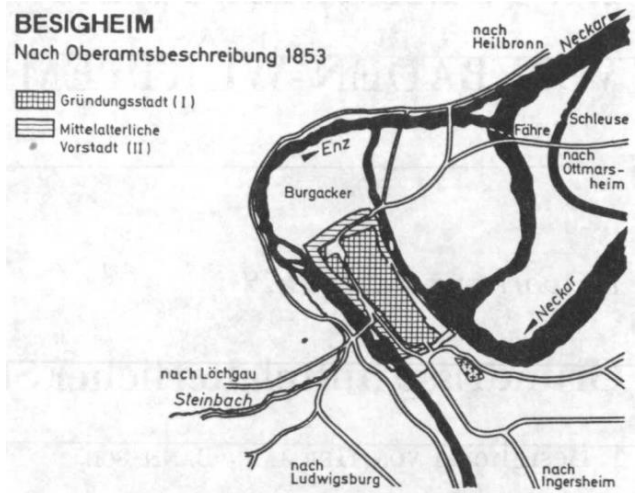 BESIGHEIM
Nach Oberamtsbeschreibung 1853
Gründungsstadt (I)
Mittelalterliche
Vorstadt (II)
nach
Heilbronn
Neckar
Schleuse
Fähre
nach
Ottmars-
heim
Enz
Burgacker
Neckar
nach Löchgau
Steinbach
nach
Ludwigsburg
nach
Ingersheim